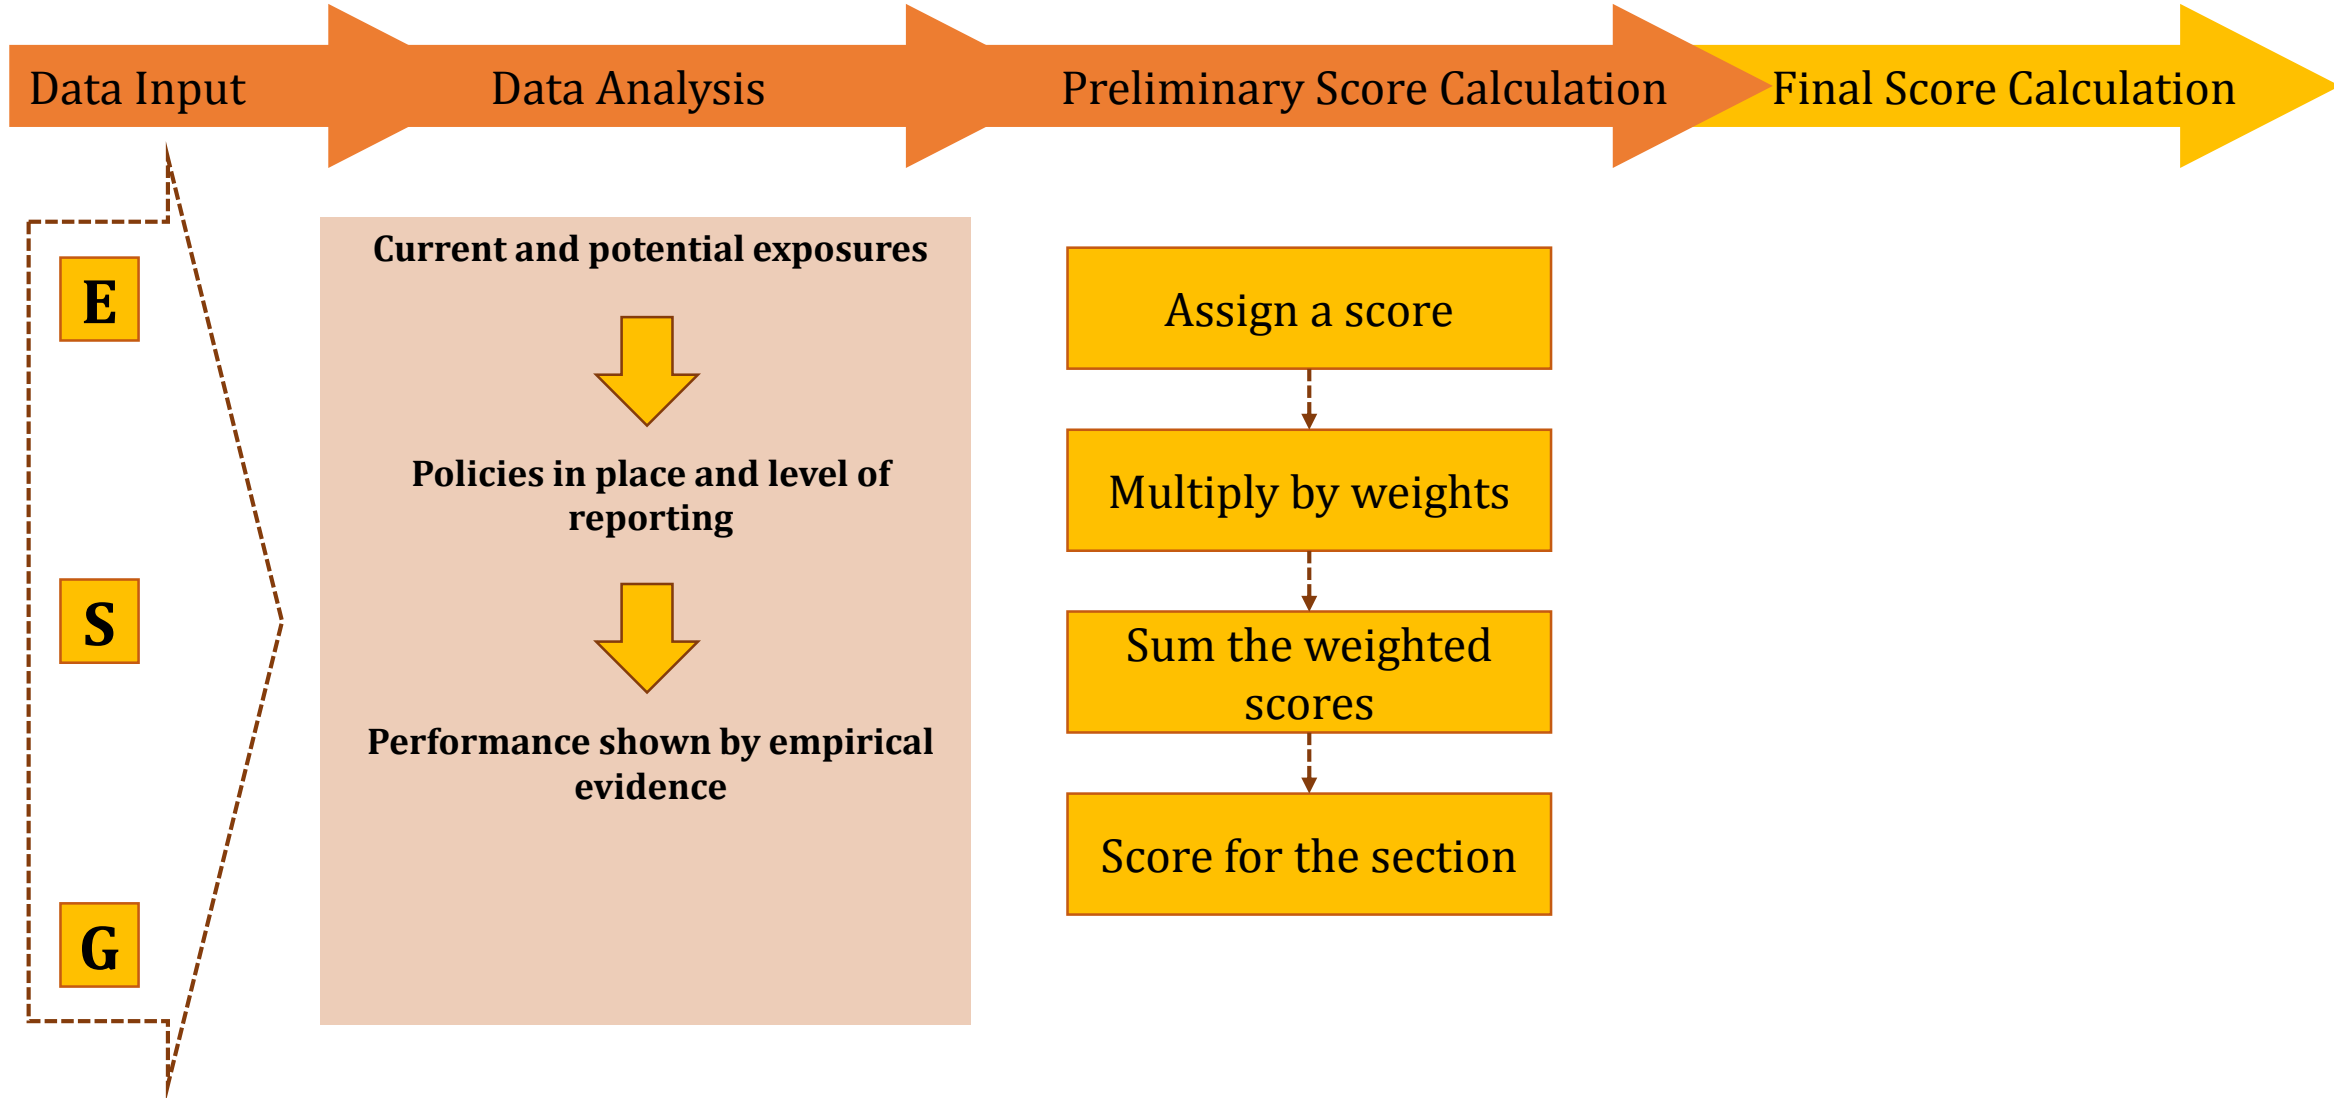 Data Input
Data Analysis
Preliminary Score Calculation
Final Score Calculation
E
S
G
Current and potential exposures
Policies in place and level of
reporting
Performance shown by empirical
evidence
Assign a score
Multiply by weights
Sum the weighted
scores
Score for the section